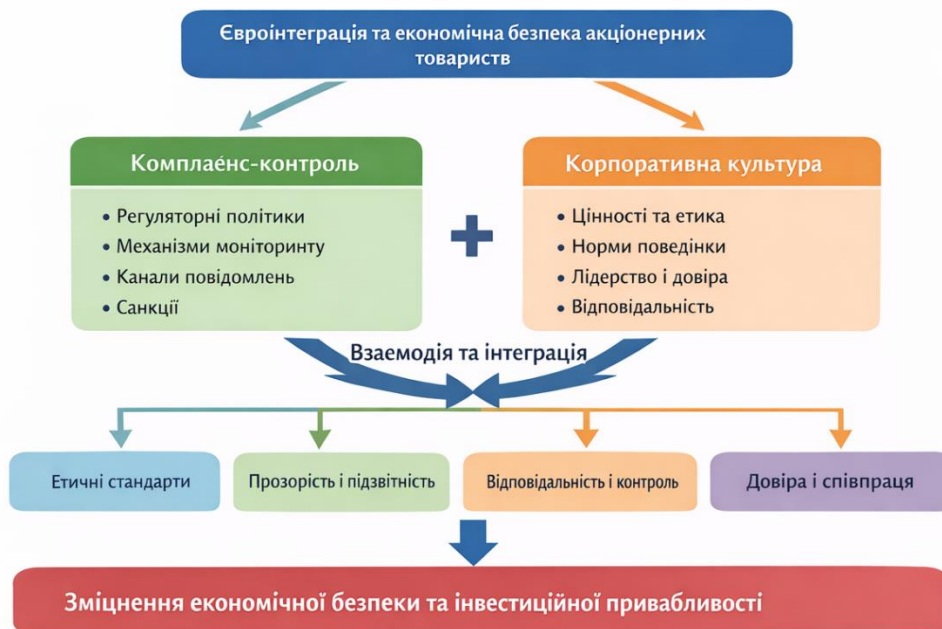 Євроінтеграція та економічна безпека акціонерних
товариств
Комплаéнс-контроль
• Регуляторні політики
• Механізми моніторинту
• Канали повідомлень
• Санкції
+
Корпоративна культура
• Цінності та етика
• Норми поведінки
• Лідерство і довіра
• Відповідальність
Взаемодія та інтеграція
Етичні стандарти
Прозорість і підзвітність
Відповідальність і контроль
Довіра і співпраця
Зміцнення економічної безпеки та інвестиційної привабливості